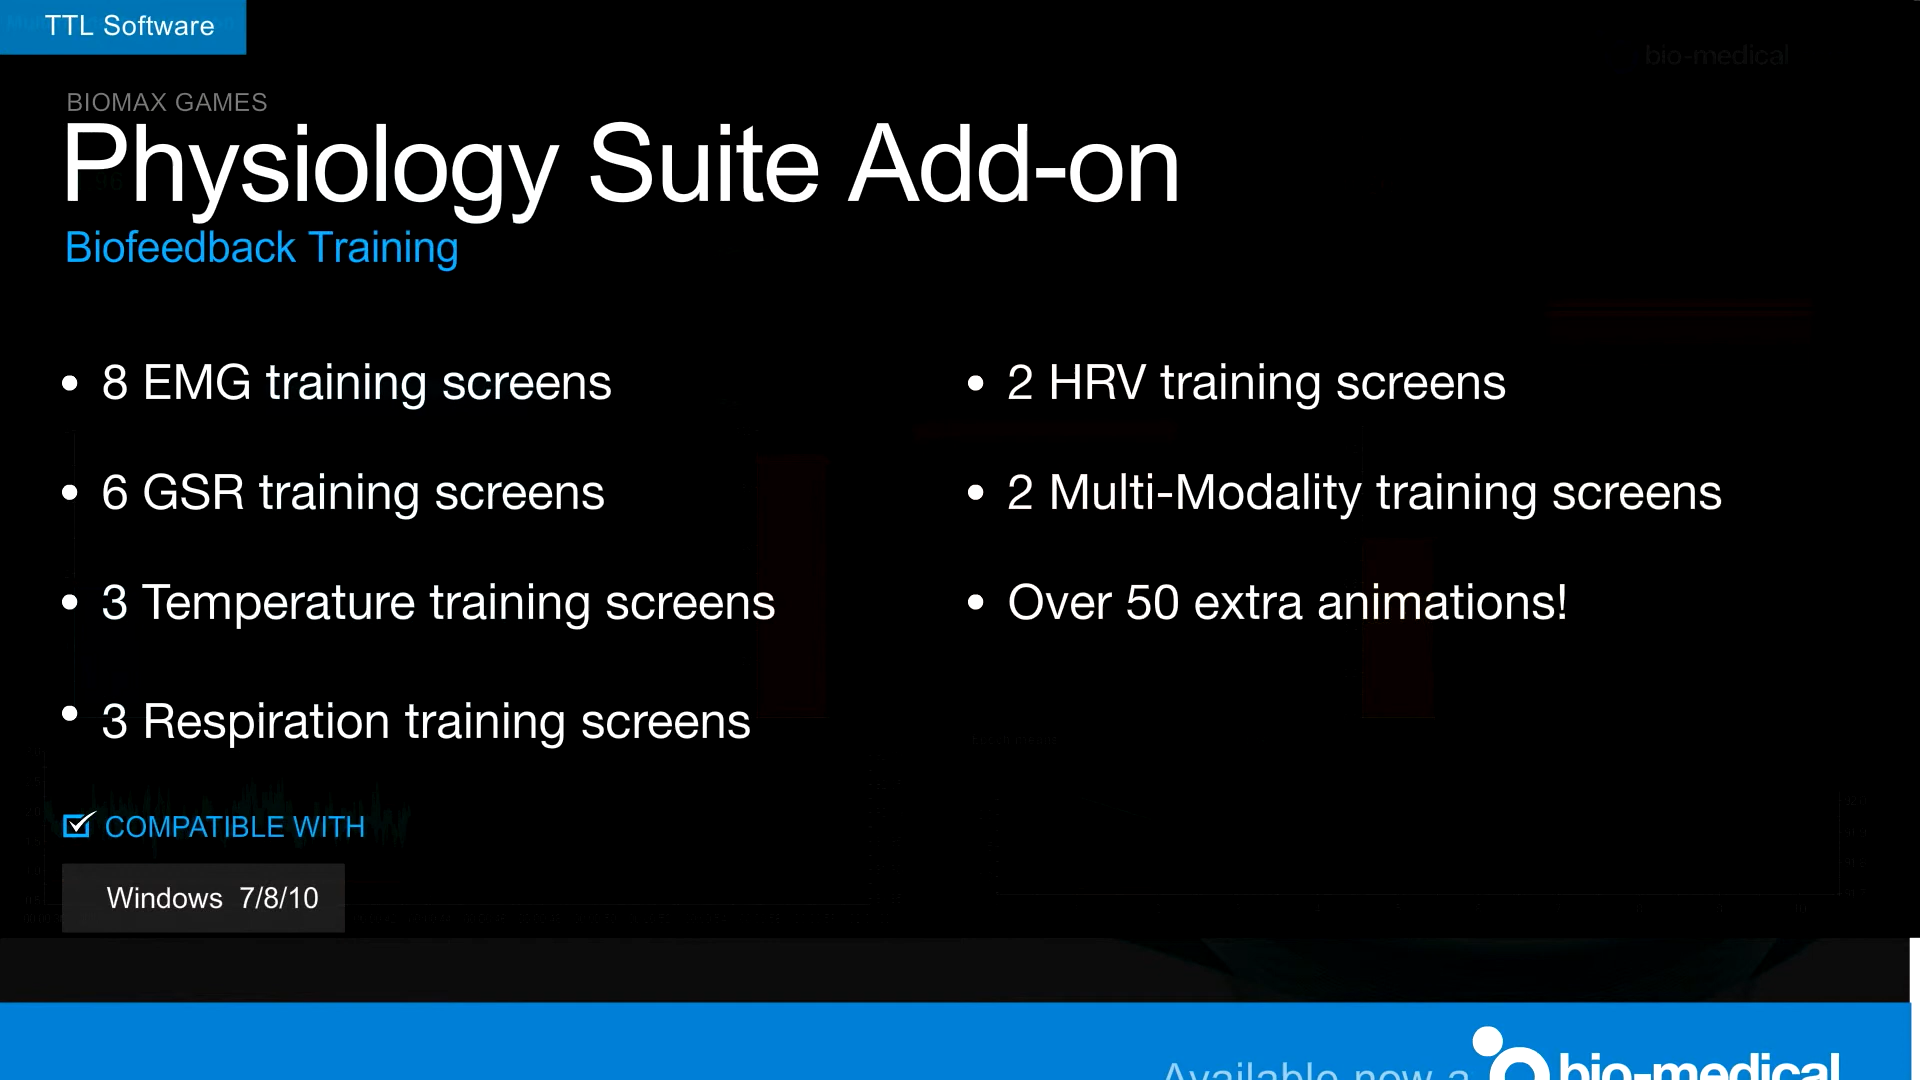 TTL Software
bio-medical
BIOMAX GAMES
Physiology Suite Add-on
Biofeedback Training
• 8 EMG training screens
• 6 GSR training screens
• 3 Temperature training screens
• 3 Respiration training screens
• 2 HRV training screens
• 2 Multi-Modality training screens
• Over 50 extra animations!
COMPATIBLE WITH
Windows 7/8/10
Available now a
bio-medical